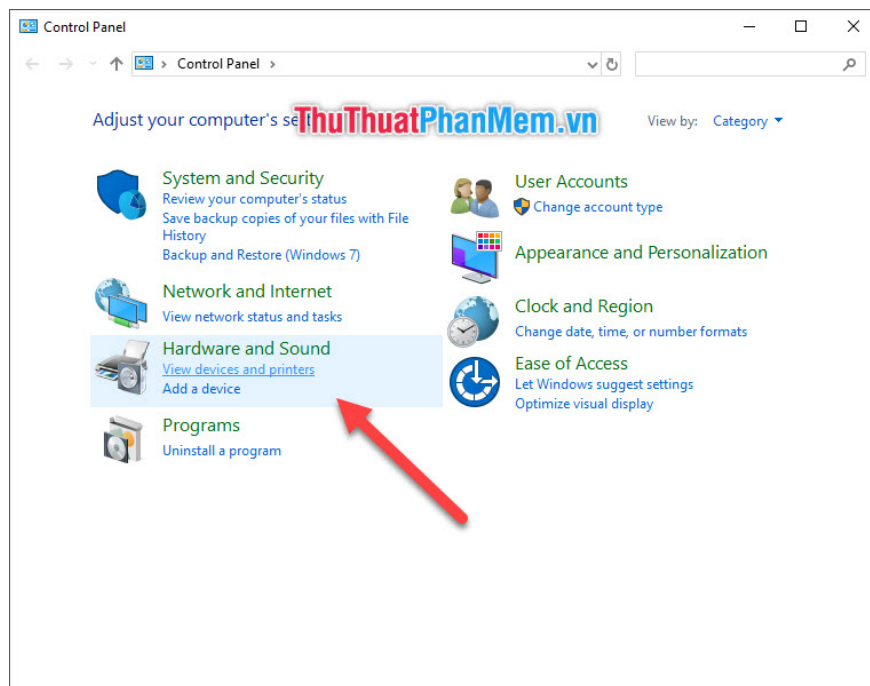 Control Panel
Control Panel
Adjust your computer's se
ThuThuatPhanMem.vn
View by: Category
System and Security
Review your computer's status
Save backup copies of your files with File
History
Backup and Restore (Windows 7)
Network and Internet
View network status and tasks
Hardware and Sound
View devices and printers
Add a device
Programs
Uninstall a program
User Accounts
Change account type
Appearance and Personalization
Clock and Region
Change date, time, or number formats
Ease of Access
Let Windows suggest settings
Optimize visual display